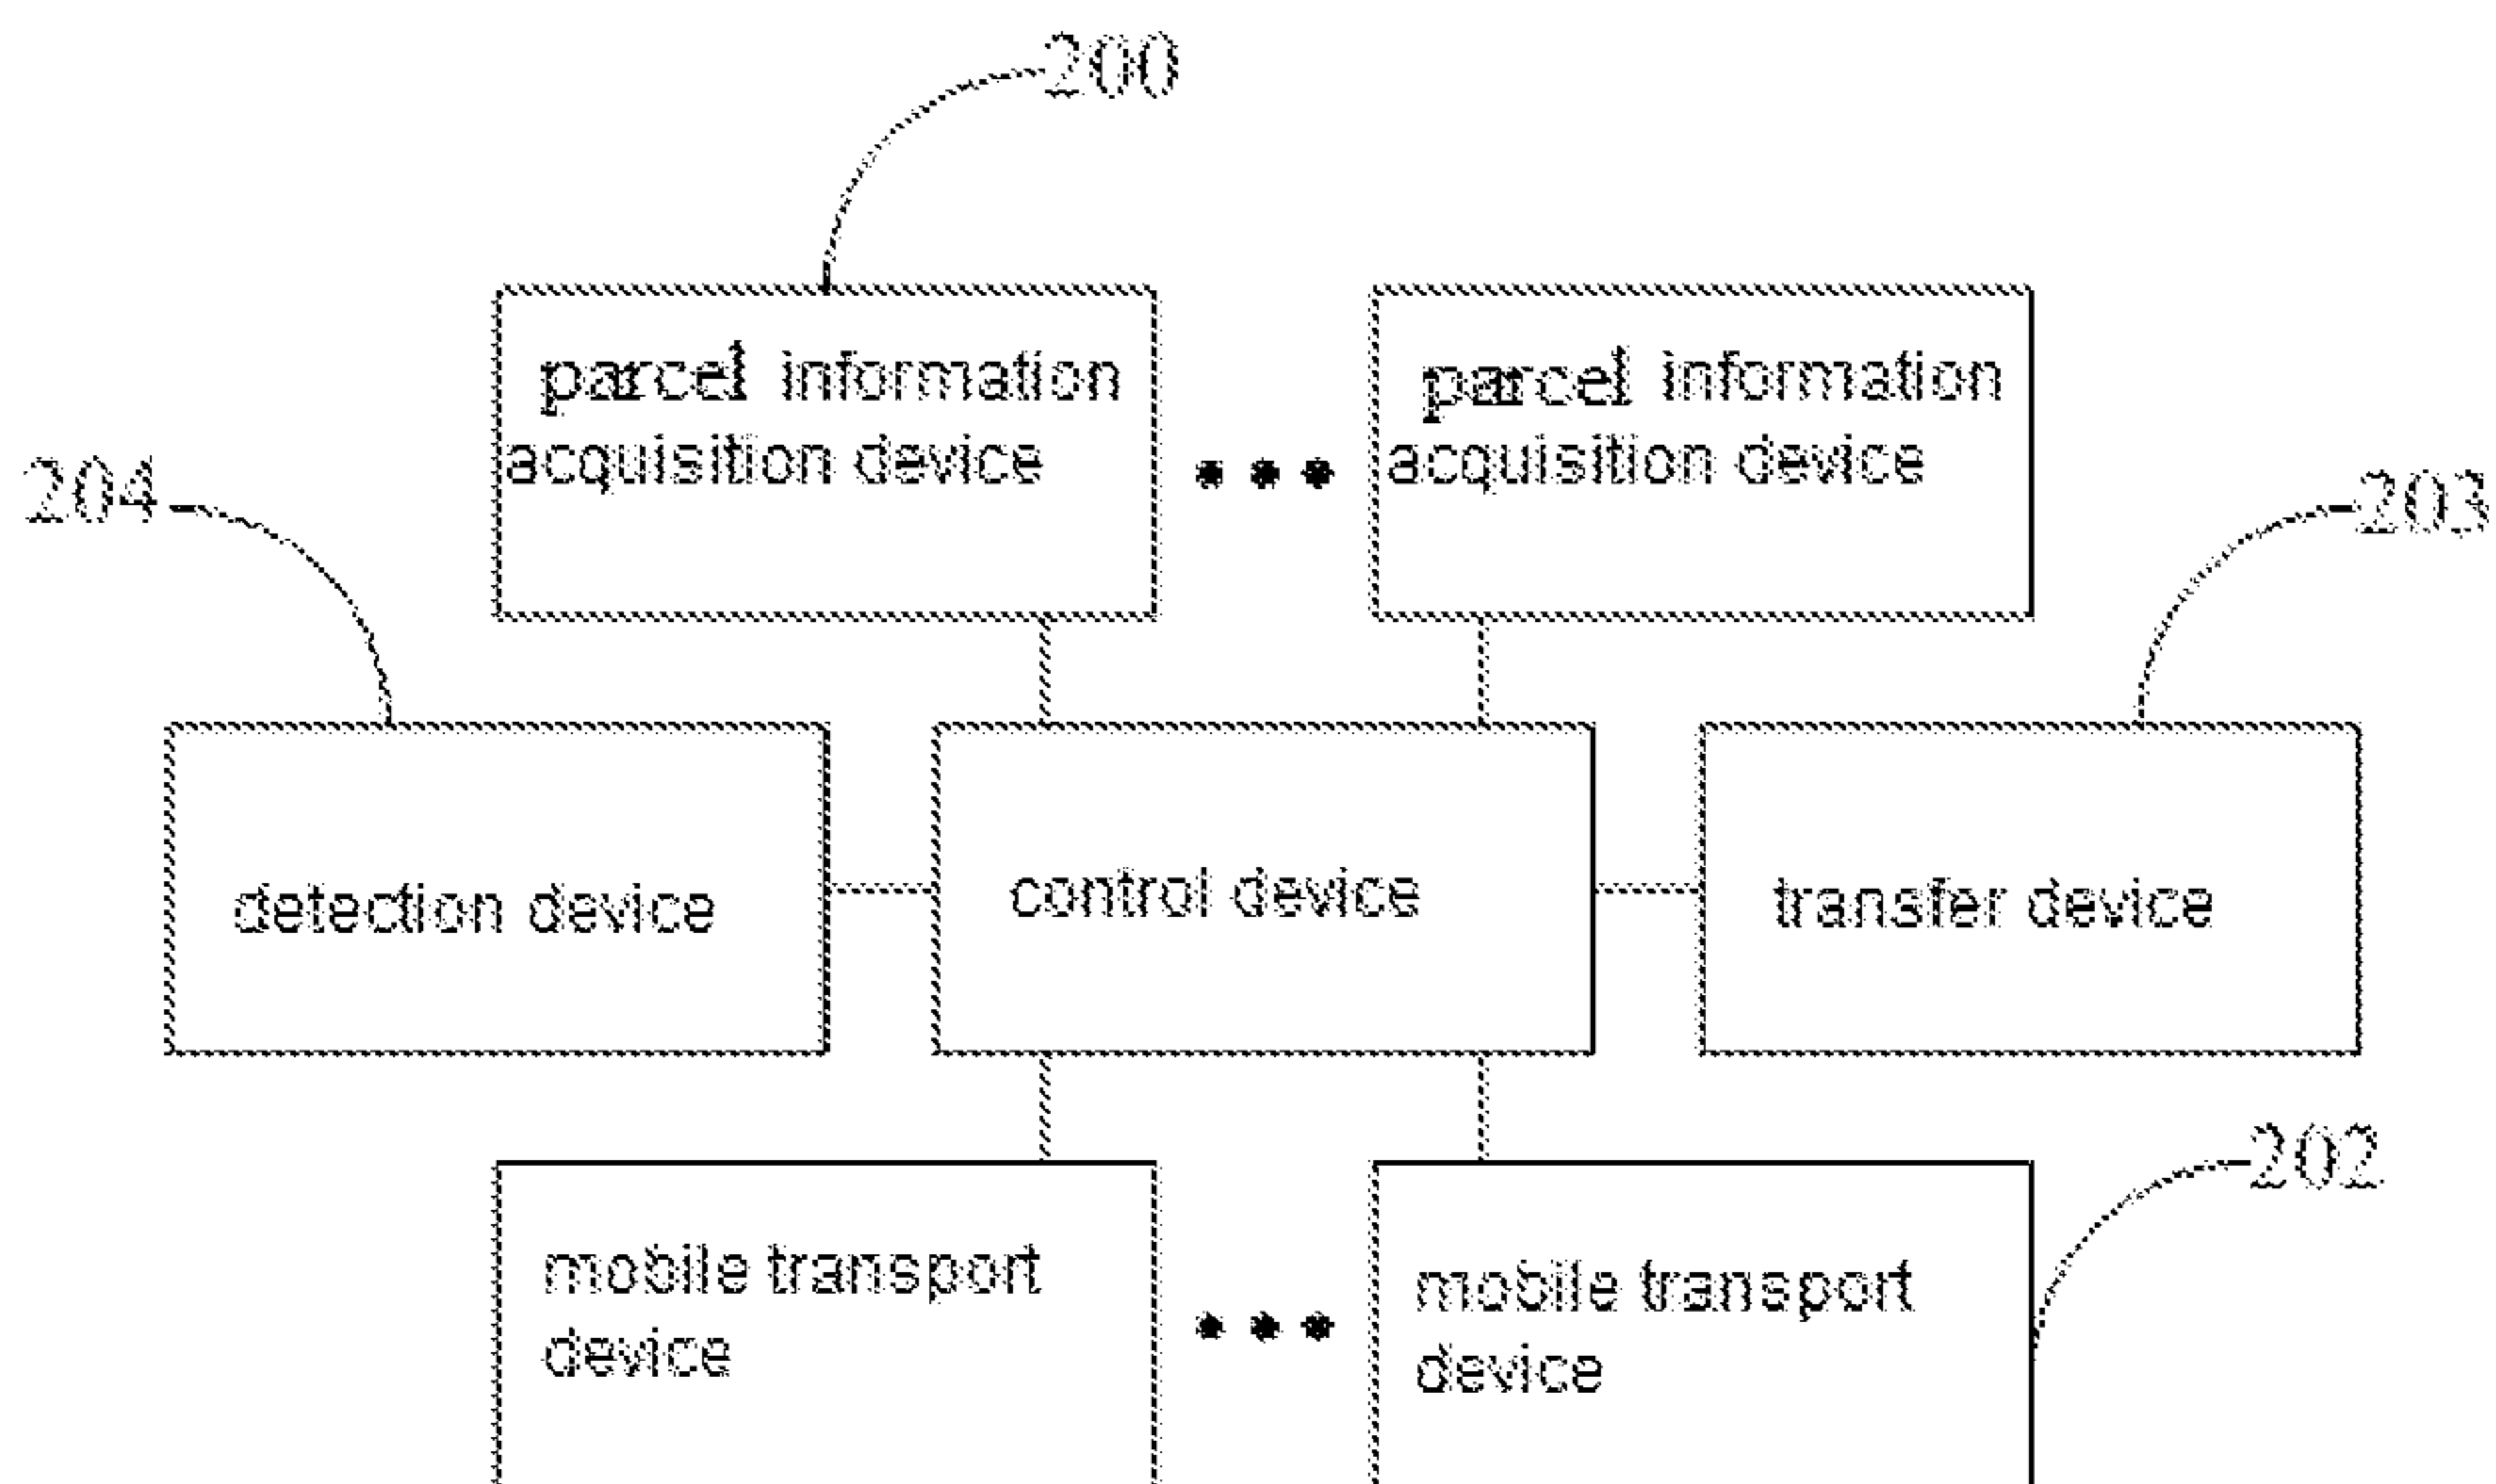 200
parcel information
acquisition device
parcel information
acquisition device
204
203
detection device
control device
transfer device
202
mobile transport
device
mobile transport
device